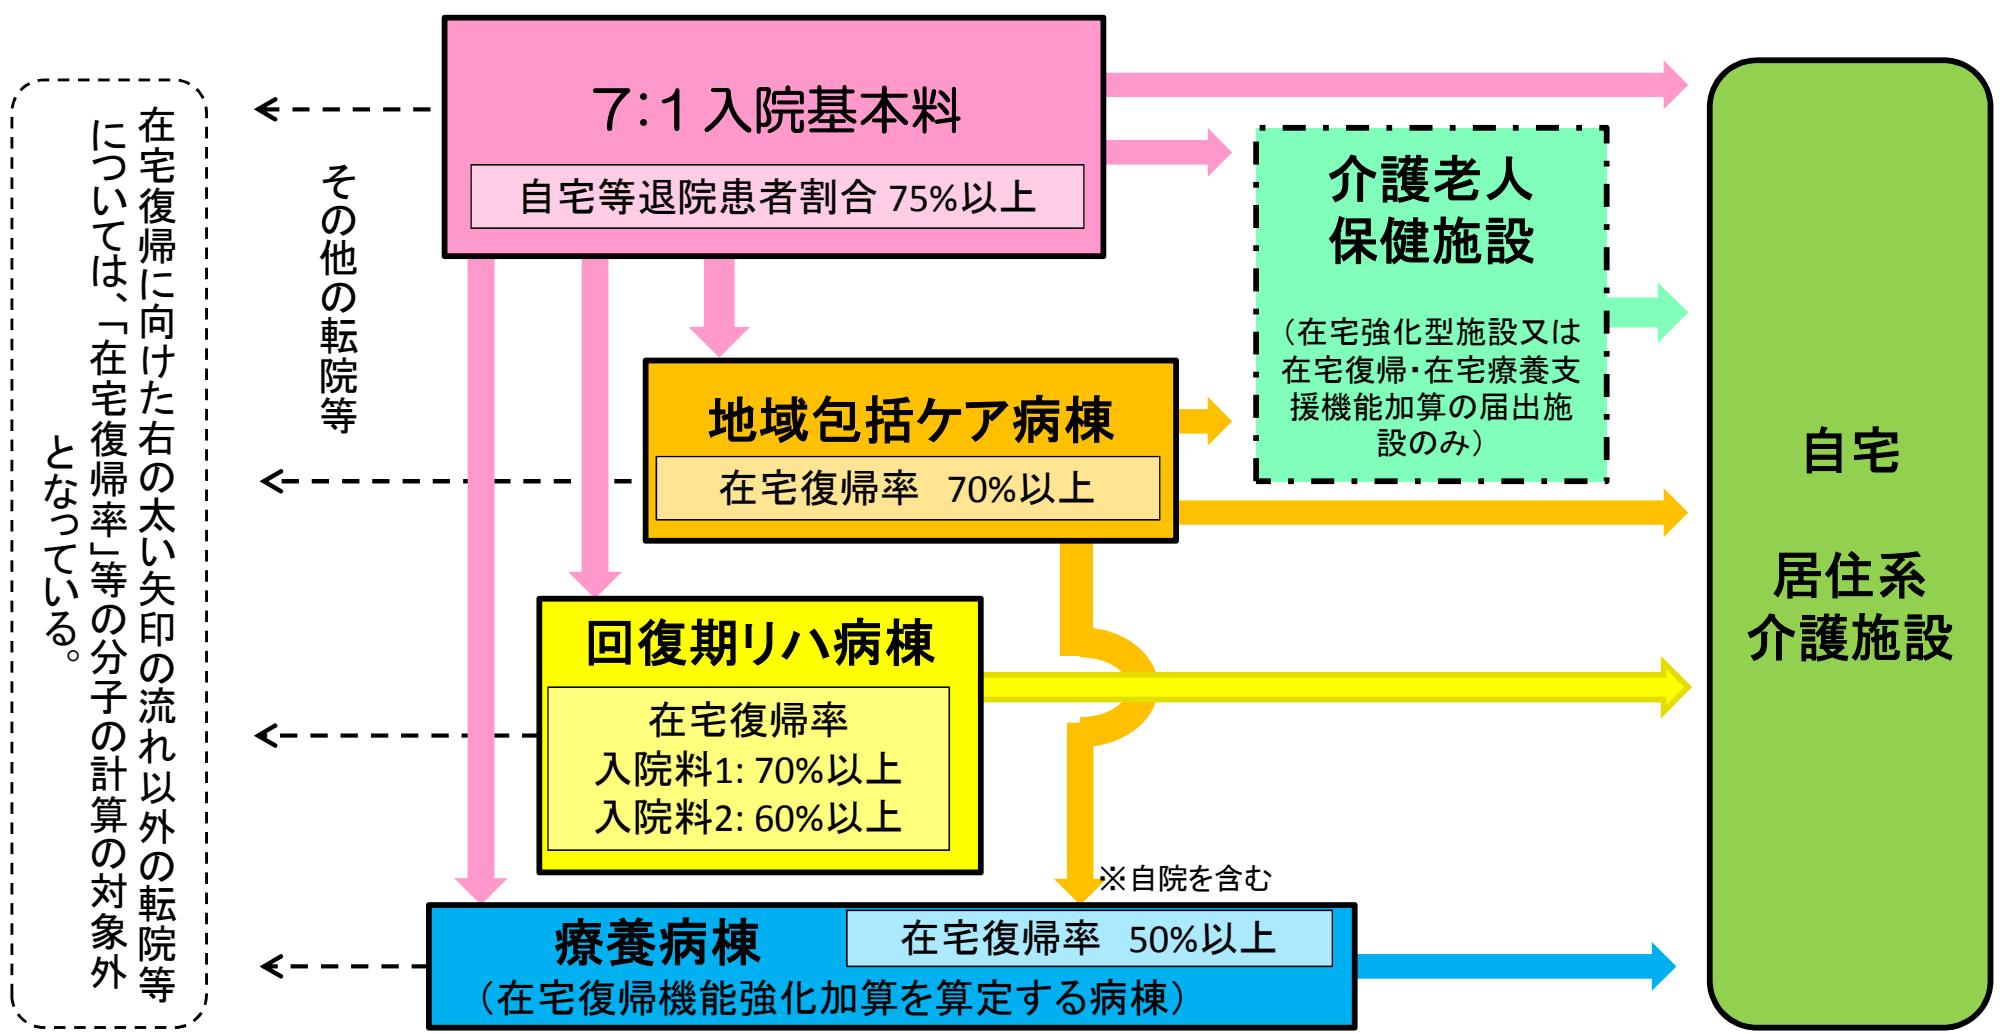 7:1入院基本料
自宅等退院患者割合 75%以上
介護老人
保健施設
（在宅強化型施設又は
在宅復帰・在宅療養支
援機能加算の届出施
設のみ）
自宅
居住系
介護施設
地域包括ケア病棟
在宅復帰率 70%以上
回復期リハ病棟
在宅復帰率
入院料1: 70%以上
入院料2: 60%以上
※自院を含む
療養病棟
在宅復帰率 50%以上
（在宅復帰機能強化加算を算定する病棟）
その他の転院等
在宅復帰に向けた右の太い矢印の流れ以外の転院等
については、「在宅復帰率」等の分子の計算の対象外
となっている。